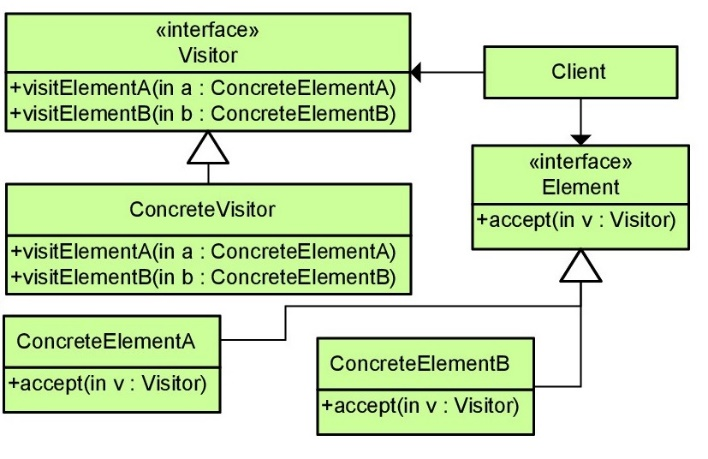 «interface»
Visitor
+visitElementA(in a : ConcreteElementA)
+visitElementB(in b : ConcreteElementB)
Client
«interface»
Element
+accept(in v : Visitor)
ConcreteVisitor
+visitElementA(in a : ConcreteElementA)
+visitElementB(in b : ConcreteElementB)
ConcreteElementA
+accept(in v : Visitor)
ConcreteElementB
+accept(in v : Visitor)